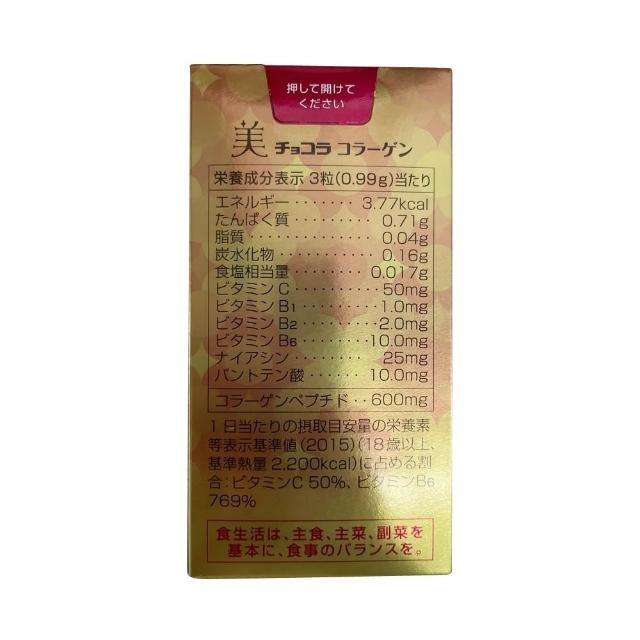 押して開けて
ください
美 チョコラ コラーゲン
栄養成分表示 3粒(0.99g)当たり
エネルギー‥‥‥‥ 3.77kcal
たんぱく質‥‥‥‥‥ 0.71g
脂質‥‥‥‥‥‥‥ 0.04g
炭水化物‥‥‥‥‥‥ 0.16g
食塩相当量‥‥‥‥‥ 0.017g
ビタミンC‥‥‥‥‥ 50mg
ビタミンB1‥‥‥‥‥ 1.0mg
ビタミンB2‥‥‥‥‥ 2.0mg
ビタミンB6‥‥‥‥‥ 10.0mg
ナイアシン‥‥‥‥‥ 25mg
パントテン酸‥‥‥‥ 10.0mg
コラーゲンペプチド‥ 600mg
1日当たりの摂取目安量の栄養素
等表示基準値(2015)(18歳以上、
基準熱量2,200kcal)に占める割
合:ビタミンC 50%、ビタミンB6
769%
食生活は、主食、主菜、副菜を
基本に、食事のバランスを。